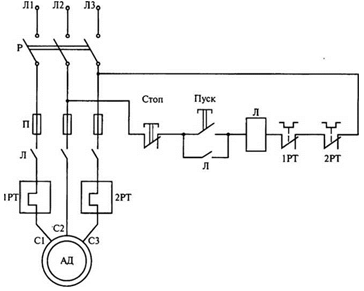 Л1 Л2 Л3
Р
Стоп Пуск
П Л
Л Л 1РТ 2РТ
1РТ 2РТ
С1 С2 С3
АД